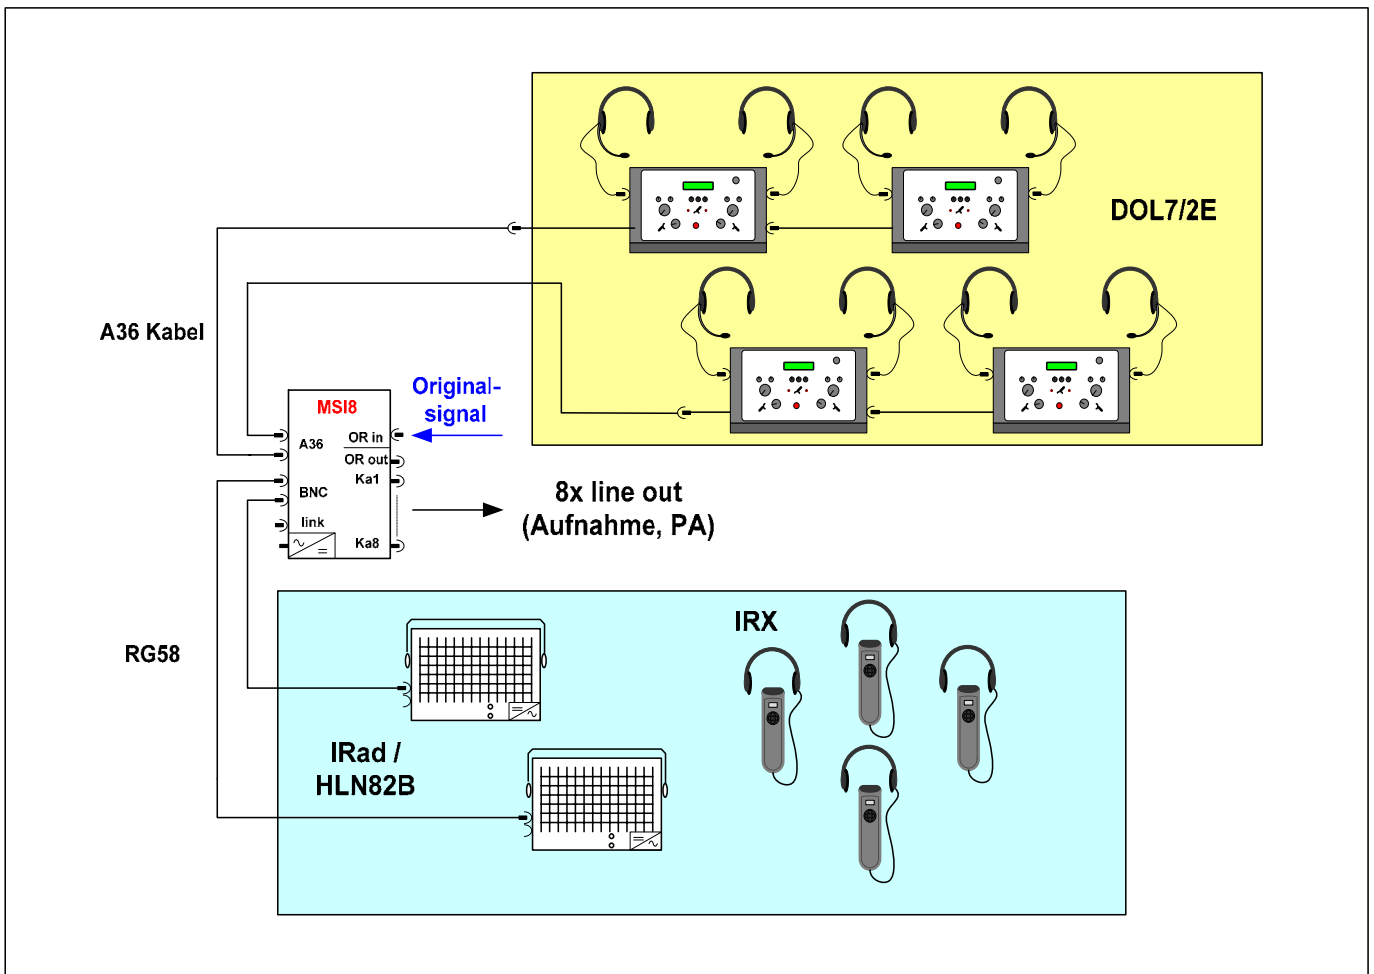 DOL7/2E
A36 Kabel
Original-
signal
MSI8
OR in
A36
OR out
Ka1
BNC
link
Ka8
8x line out
(Aufnahme, PA)
RG58
IRX
IRad /
HLN82B